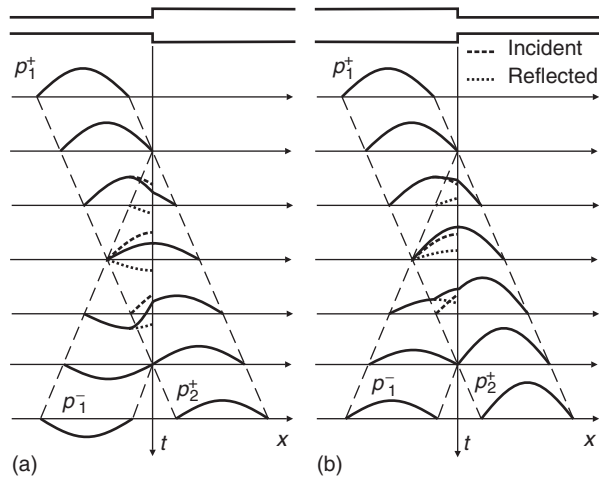 Incident
Reflected
p₁⁺
p₁⁺
p₁⁻
p₂⁺
p₁⁻
p₂⁺
t
x
t
x
(a)
(b)